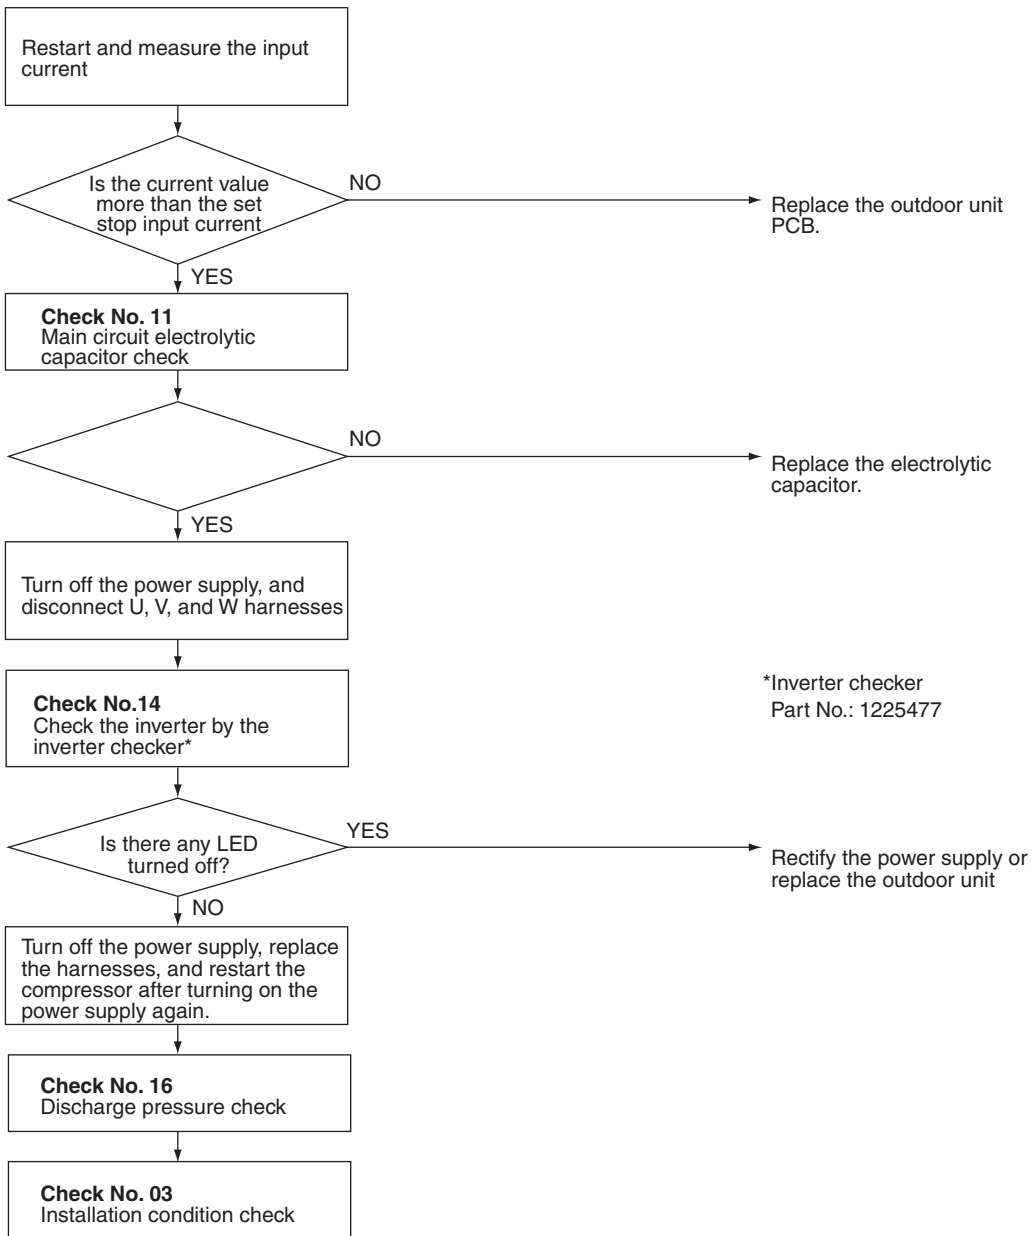 Restart and measure the input
current
Is the current value
more than the set
stop input current
NO
Replace the outdoor unit
PCB.
YES
Check No. 11
Main circuit electrolytic
capacitor check
NO
Replace the electrolytic
capacitor.
YES
Turn off the power supply, and
disconnect U, V, and W harnesses
Check No.14
Check the inverter by the
inverter checker*
*Inverter checker
Part No.: 1225477
Is there any LED
turned off?
YES
Rectify the power supply or
replace the outdoor unit
NO
Turn off the power supply, replace
the harnesses, and restart the
compressor after turning on the
power supply again.
Check No. 16
Discharge pressure check
Check No. 03
Installation condition check